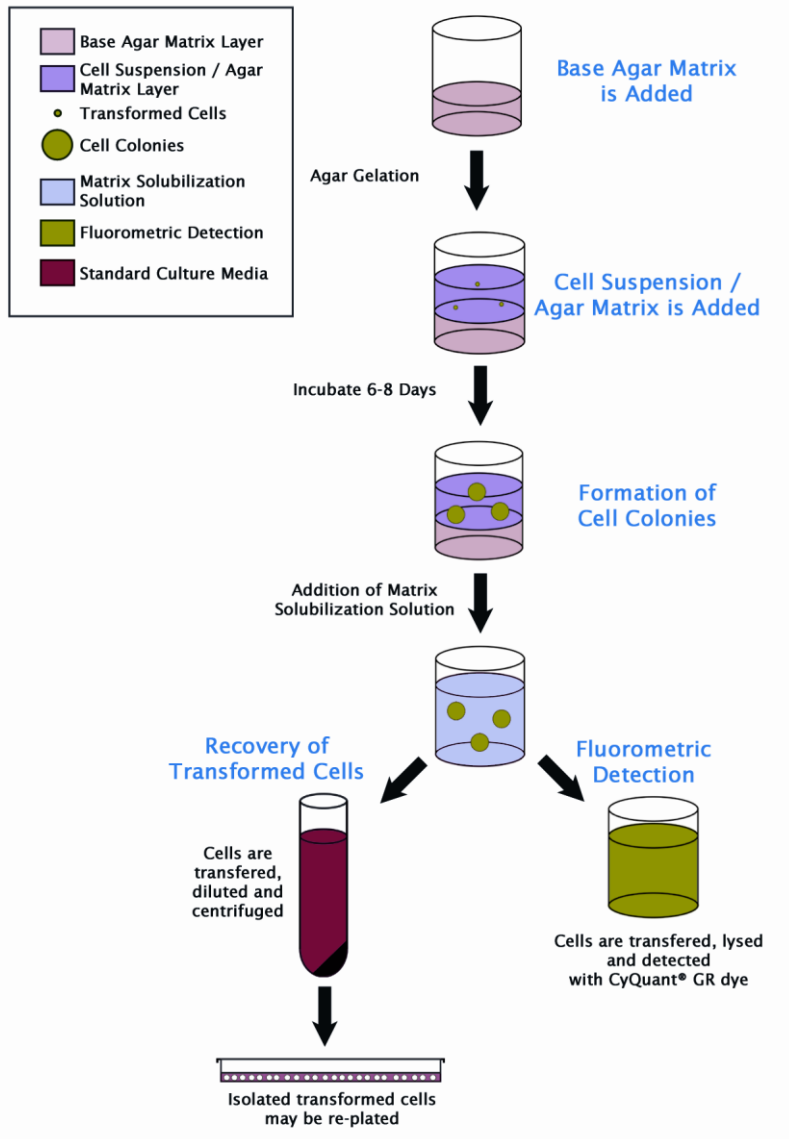 Base Agar Matrix Layer
Cell Suspension / Agar
Matrix Layer
Transformed Cells
Cell Colonies
Matrix Solubilization
Solution
Fluorometric Detection
Standard Culture Media
Base Agar Matrix
is Added
Agar Gelation
Cell Suspension /
Agar Matrix is Added
Incubate 6-8 Days
Formation of
Cell Colonies
Addition of Matrix
Solubilization Solution
Recovery of
Transformed Cells
Fluorometric
Detection
Cells are
transfered,
diluted and
centrifuged
Cells are transfered, lysed
and detected
with CyQuant® GR dye
Isolated transformed cells
may be re-plated